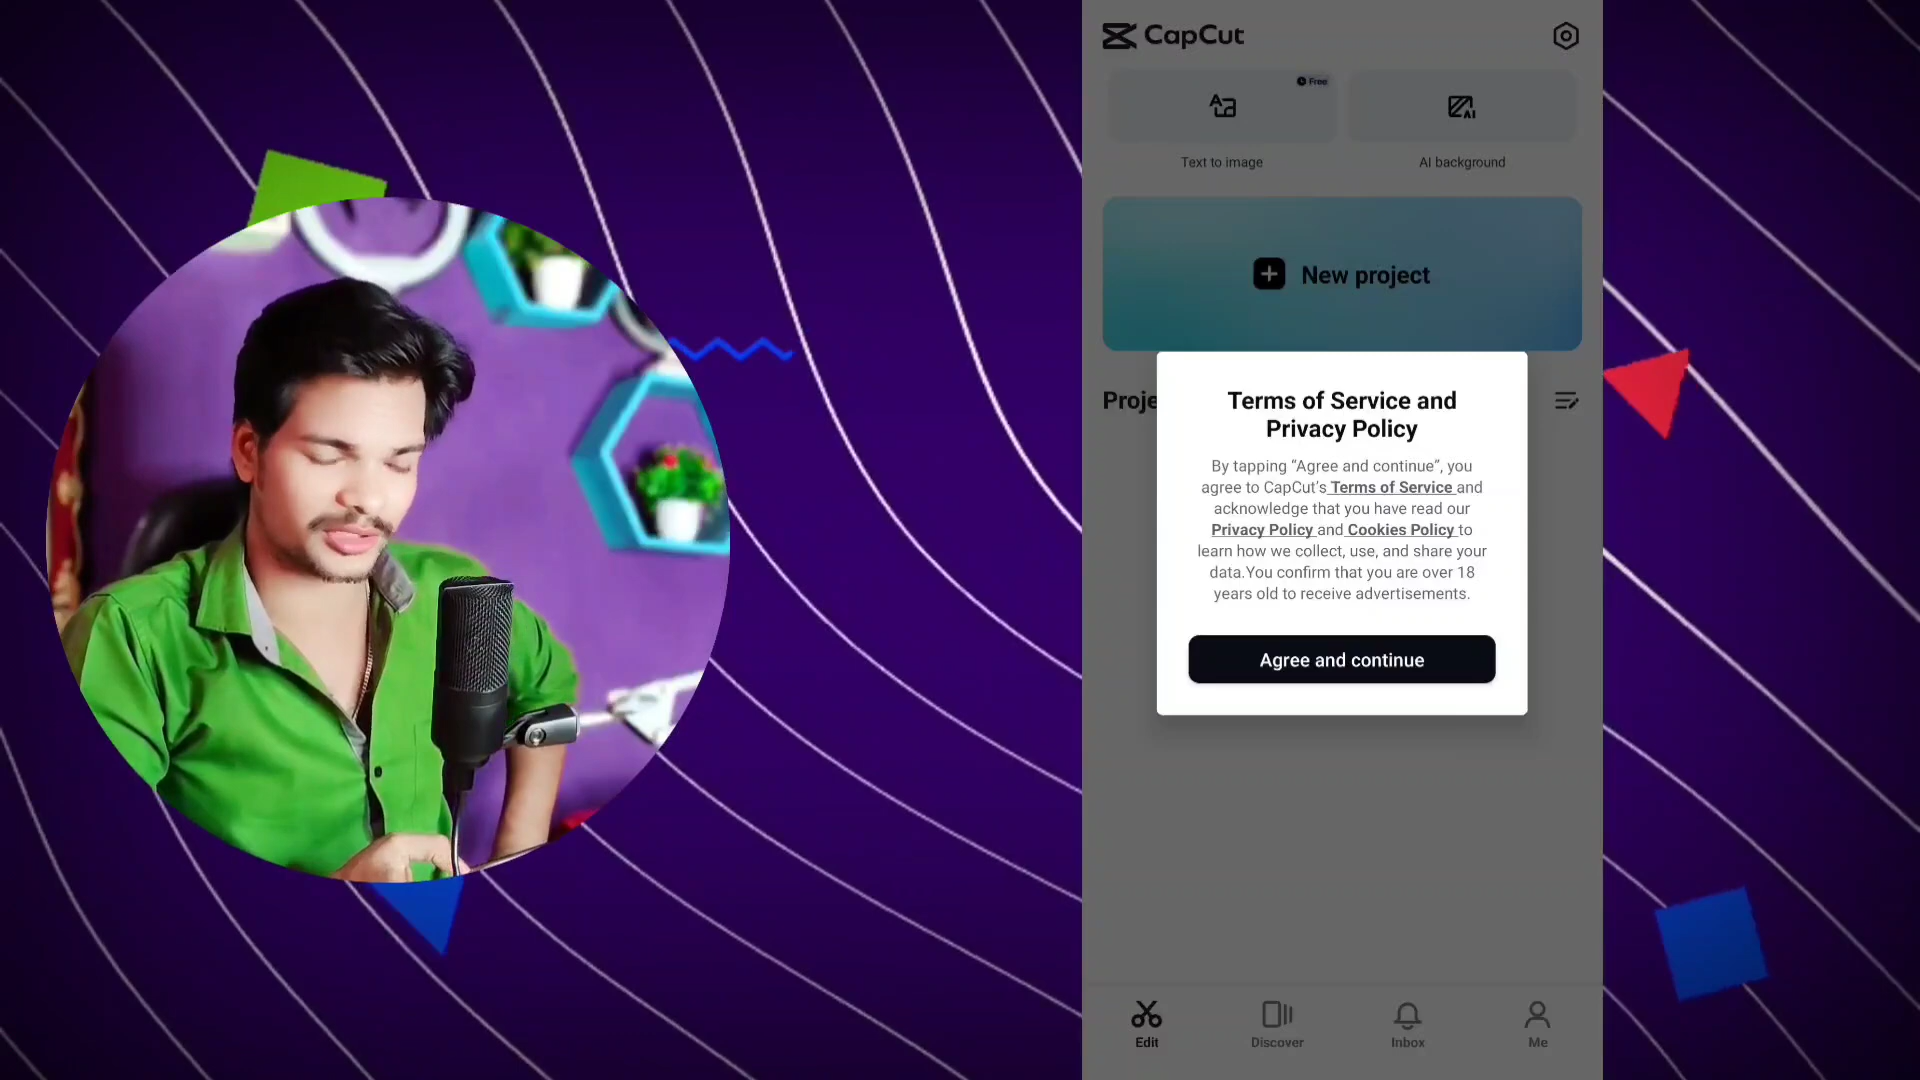 CapCut
Free
Text to image
AI background
New project
Proje
Terms of Service and
Privacy Policy
By tapping “Agree and continue”, you
agree to CapCut’s Terms of Service and
acknowledge that you have read our
Privacy Policy and Cookies Policy to
learn how we collect, use, and share your
data.You confirm that you are over 18
years old to receive advertisements.
Agree and continue
Edit
Discover
Inbox
Me